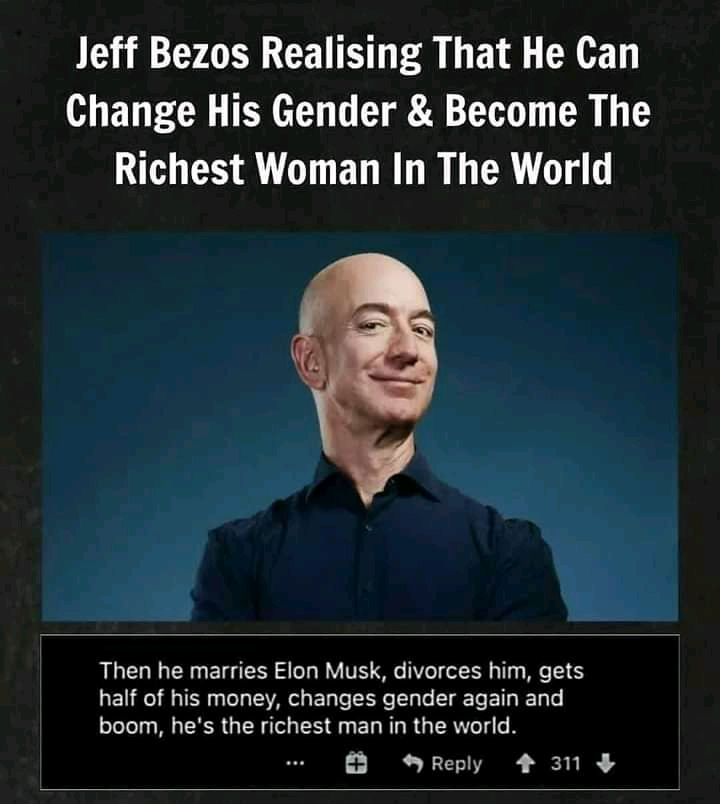 Jeff Bezos Realising That He Can
Change His Gender & Become The
Richest Woman In The World
Then he marries Elon Musk, divorces him, gets
half of his money, changes gender again and
boom, he's the richest man in the world.
... Reply 311